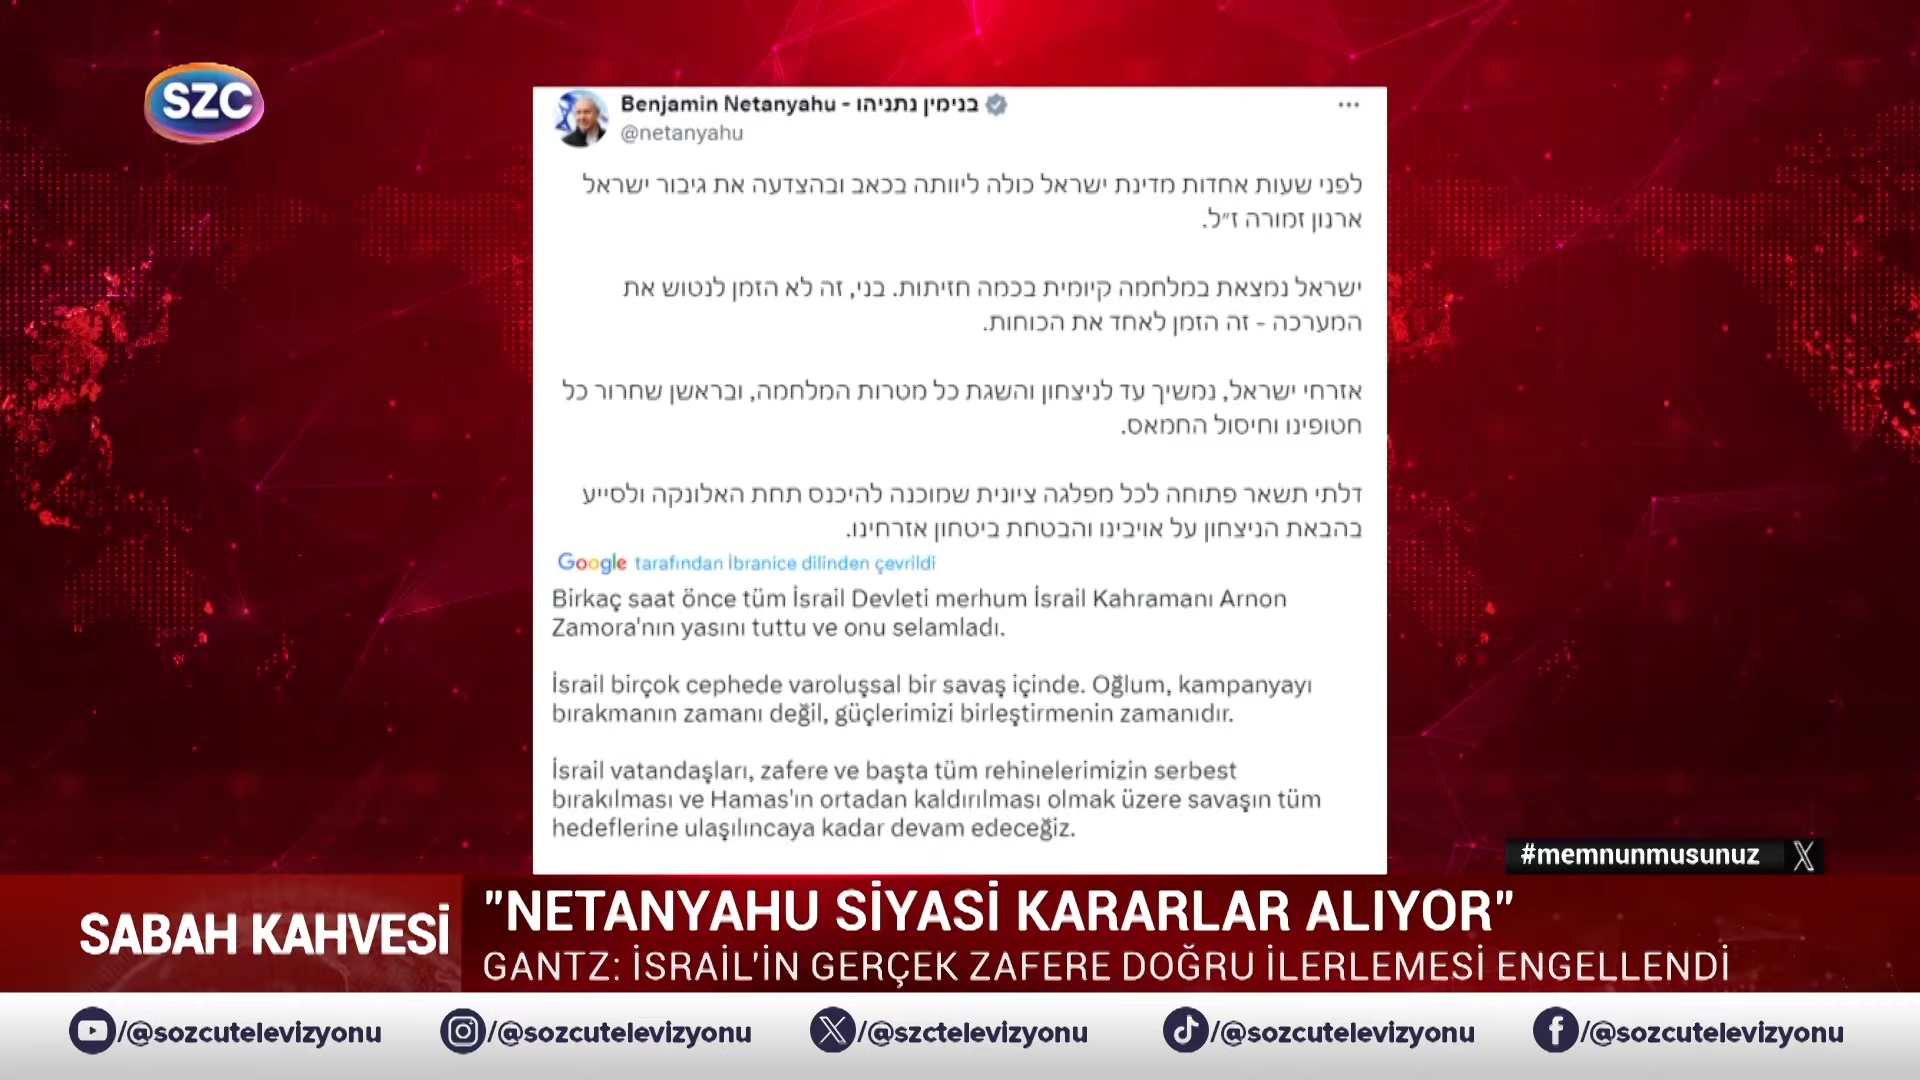 SZC
Benjamin Netanyahu - בנימין נתניהו
@netanyahu
לפני שעות אחדות מדינת ישראל כולה ליוותה בכאב ובהצדעה את גיבור ישראל
ארנון זמורה ז״ל.
ישראל נמצאת במלחמה קיומית בכמה חזיתות. בני, זה לא הזמן לנטוש את
המערכה - זה הזמן לאחד את הכוחות.
אזרחי ישראל, נמשיך עד לניצחון והשגת כל מטרות המלחמה, ובראשן שחרור כל
חטופינו וחיסול החמאס.
דלתי תשאר פתוחה לכל מפלגה ציונית שמוכנה להיכנס תחת האלונקה ולסייע
בהבאת הניצחון על אויבינו והבטחת ביטחון אזרחינו.
Google tarafından İbranice dilinden çevrildi
Birkaç saat önce tüm İsrail Devleti merhum İsrail Kahramanı Arnon
Zamora'nın yasını tuttu ve onu selamladı.
İsrail birçok cephede varoluşsal bir savaş içinde. Oğlum, kampanyayı
bırakmanın zamanı değil, güçlerimizi birleştirmenin zamanıdır.
İsrail vatandaşları, zafere ve başta tüm rehinelerimizin serbest
bırakılması ve Hamas'ın ortadan kaldırılması olmak üzere savaşın tüm
hedeflerine ulaşılıncaya kadar devam edeceğiz.
#memnunmusunuz X
SABAH KAHVESİ
"NETANYAHU SİYASİ KARARLAR ALIYOR"
GANTZ: İSRAİL'İN GERÇEK ZAFERE DOĞRU İLERLEMESİ ENGELLENDİ
/@sozcutelevizyonu /@sozcutelevizyonu /@szctelevizyonu /@sozcutelevizyonu /@sozcutelevizyonu